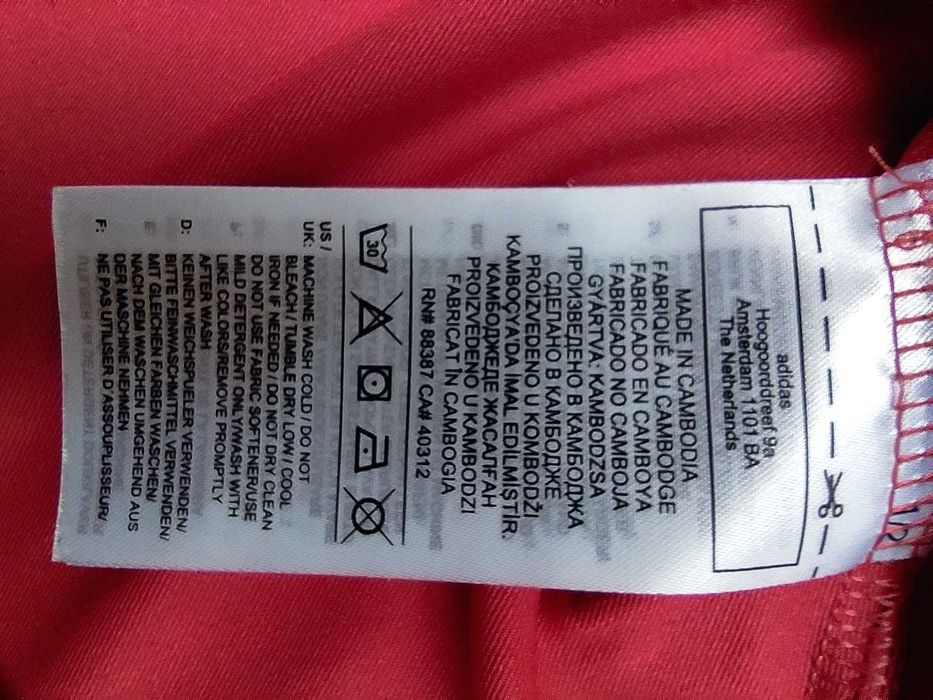 adidas
Hoogoorddreef 9a
Amsterdam 1101 BA
The Netherlands
MADE IN CAMBODIA
FABRIQUÉ AU CAMBODGE
FABRICADO EN CAMBOYA
FABRICADO NO CAMBOJA
GYÁRTVA: KAMBODZSA
ПРОИЗВЕДЕНО В КАМБОДЖА
СДЕЛАНО В КАМБОДЖЕ
PROIZVEDENO U KAMBODŽI
KAMBOÇYA'DA İMAL EDİLMİŞTİR.
КАМБОДЖЕДЕ ЖАСАЛҒАН
PROIZVEDENO U KAMBODZI
FABRICAT ÎN CAMBOGIA
RN# 88387 CA# 40312
30
US /
UK: MACHINE WASH COLD / DO NOT
BLEACH / TUMBLE DRY LOW / COOL
IRON IF NEEDED / DO NOT DRY CLEAN
DO NOT USE FABRIC SOFTENER/USE
MILD DETERGENT ONLY/WASH WITH
LIKE COLORS/REMOVE PROMPTLY
AFTER WASH
D: KEINEN WEICHSPUELER VERWENDEN/
BITTE FEINWASCHMITTEL VERWENDEN/
MIT GLEICHEN FARBEN WASCHEN/
NACH DEM WASCHEN UMGEHEND AUS
DER MASCHINE NEHMEN
F: NE PAS UTILISER D'ASSOUPLISSEUR/
1/2